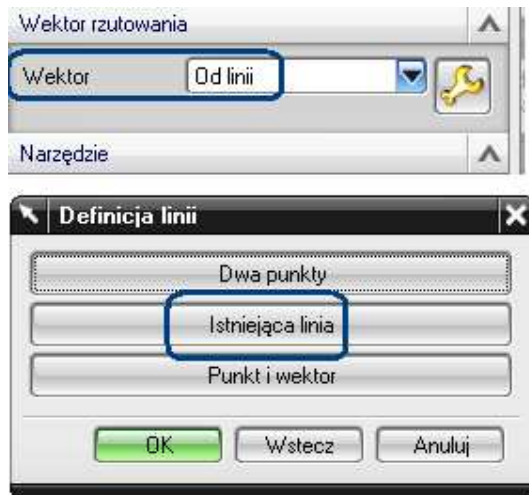 Wektor rzutowania
Wektor Od linii
Narzędzie
Definicja linii
Dwa punkty
Istniejąca linia
Punkt i wektor
OK Wstecz Anuluj